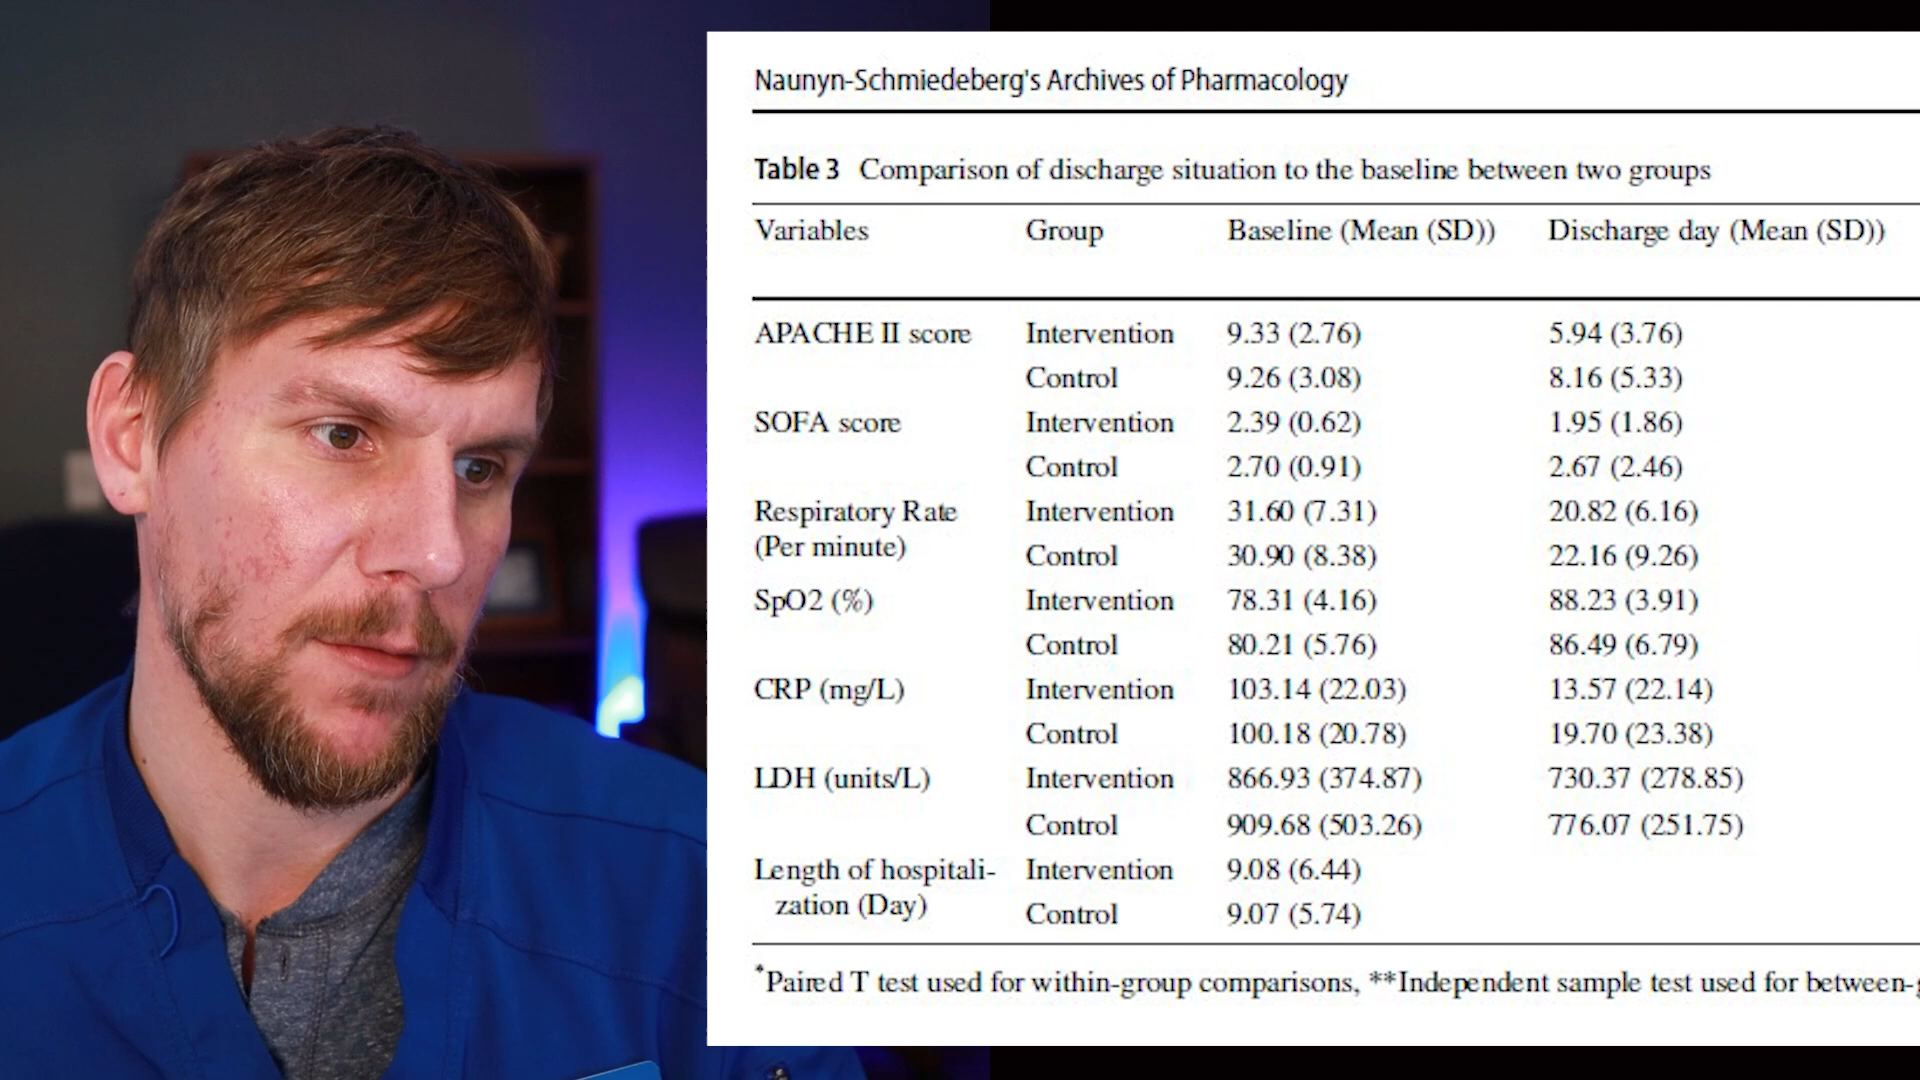 Naunyn-Schmiedeberg's Archives of Pharmacology
Table 3 Comparison of discharge situation to the baseline between two groups
Variables Group Baseline (Mean (SD)) Discharge day (Mean (SD))
APACHE II score Intervention 9.33 (2.76) 5.94 (3.76)
Control 9.26 (3.08) 8.16 (5.33)
SOFA score Intervention 2.39 (0.62) 1.95 (1.86)
Control 2.70 (0.91) 2.67 (2.46)
Respiratory Rate Intervention 31.60 (7.31) 20.82 (6.16)
(Per minute)
Control 30.90 (8.38) 22.16 (9.26)
SpO2 (%) Intervention 78.31 (4.16) 88.23 (3.91)
Control 80.21 (5.76) 86.49 (6.79)
CRP (mg/L) Intervention 103.14 (22.03) 13.57 (22.14)
Control 100.18 (20.78) 19.70 (23.38)
LDH (units/L) Intervention 866.93 (374.87) 730.37 (278.85)
Control 909.68 (503.26) 776.07 (251.75)
Length of hospitali- Intervention 9.08 (6.44)
zation (Day)
Control 9.07 (5.74)
*Paired T test used for within-group comparisons, **Independent sample test used for between-